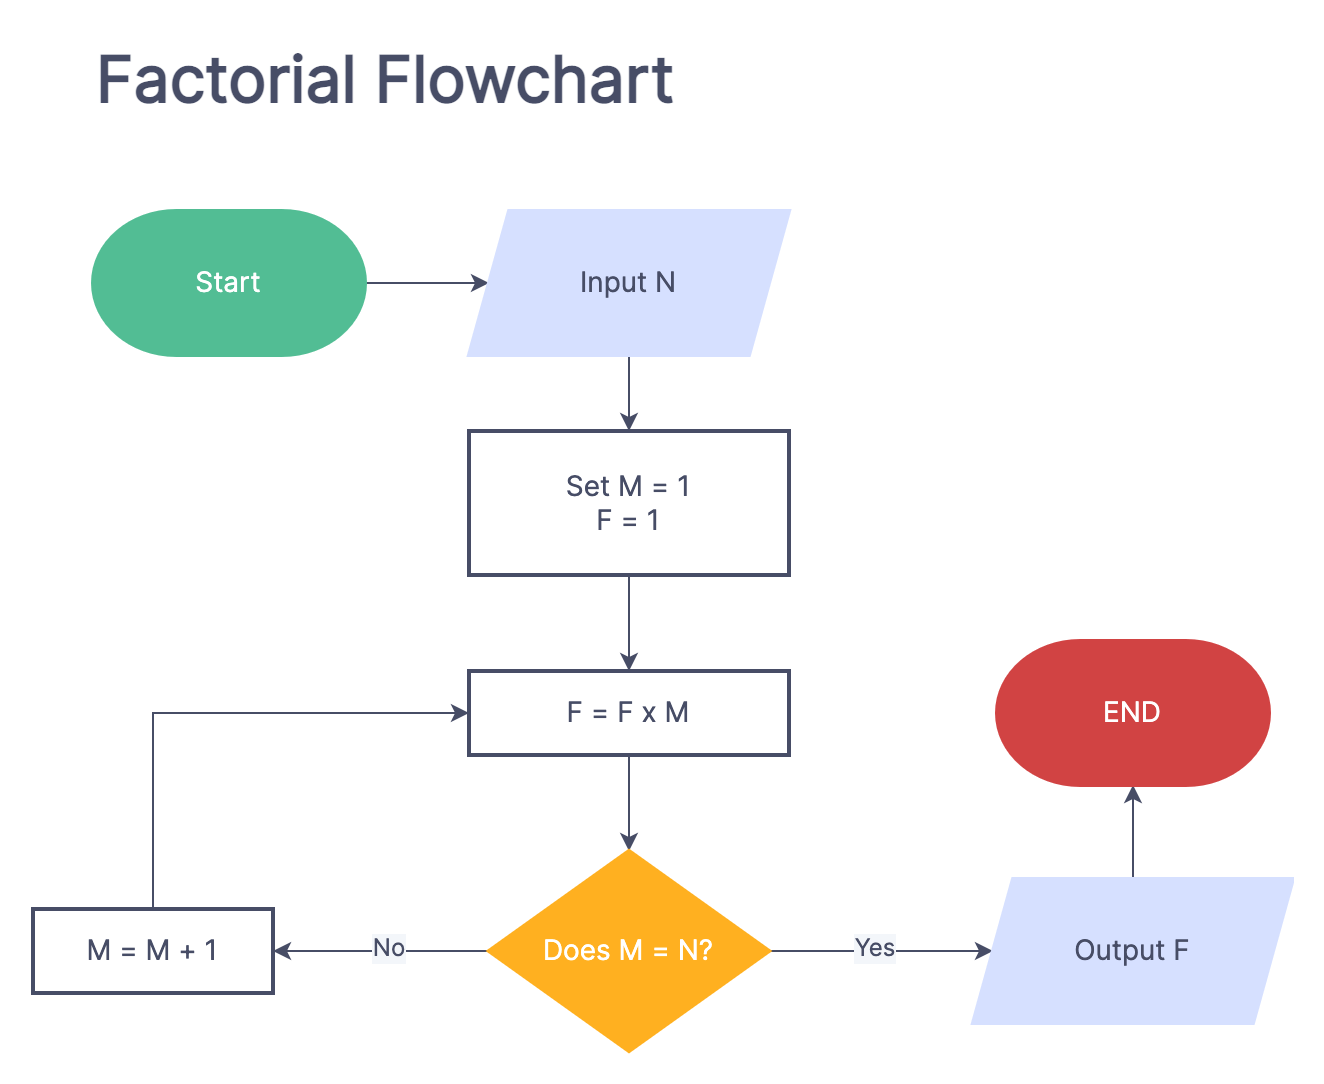 Factorial Flowchart
Start
Input N
Set M = 1
F = 1
F = F x M
END
M = M + 1
No
Does M = N?
Yes
Output F